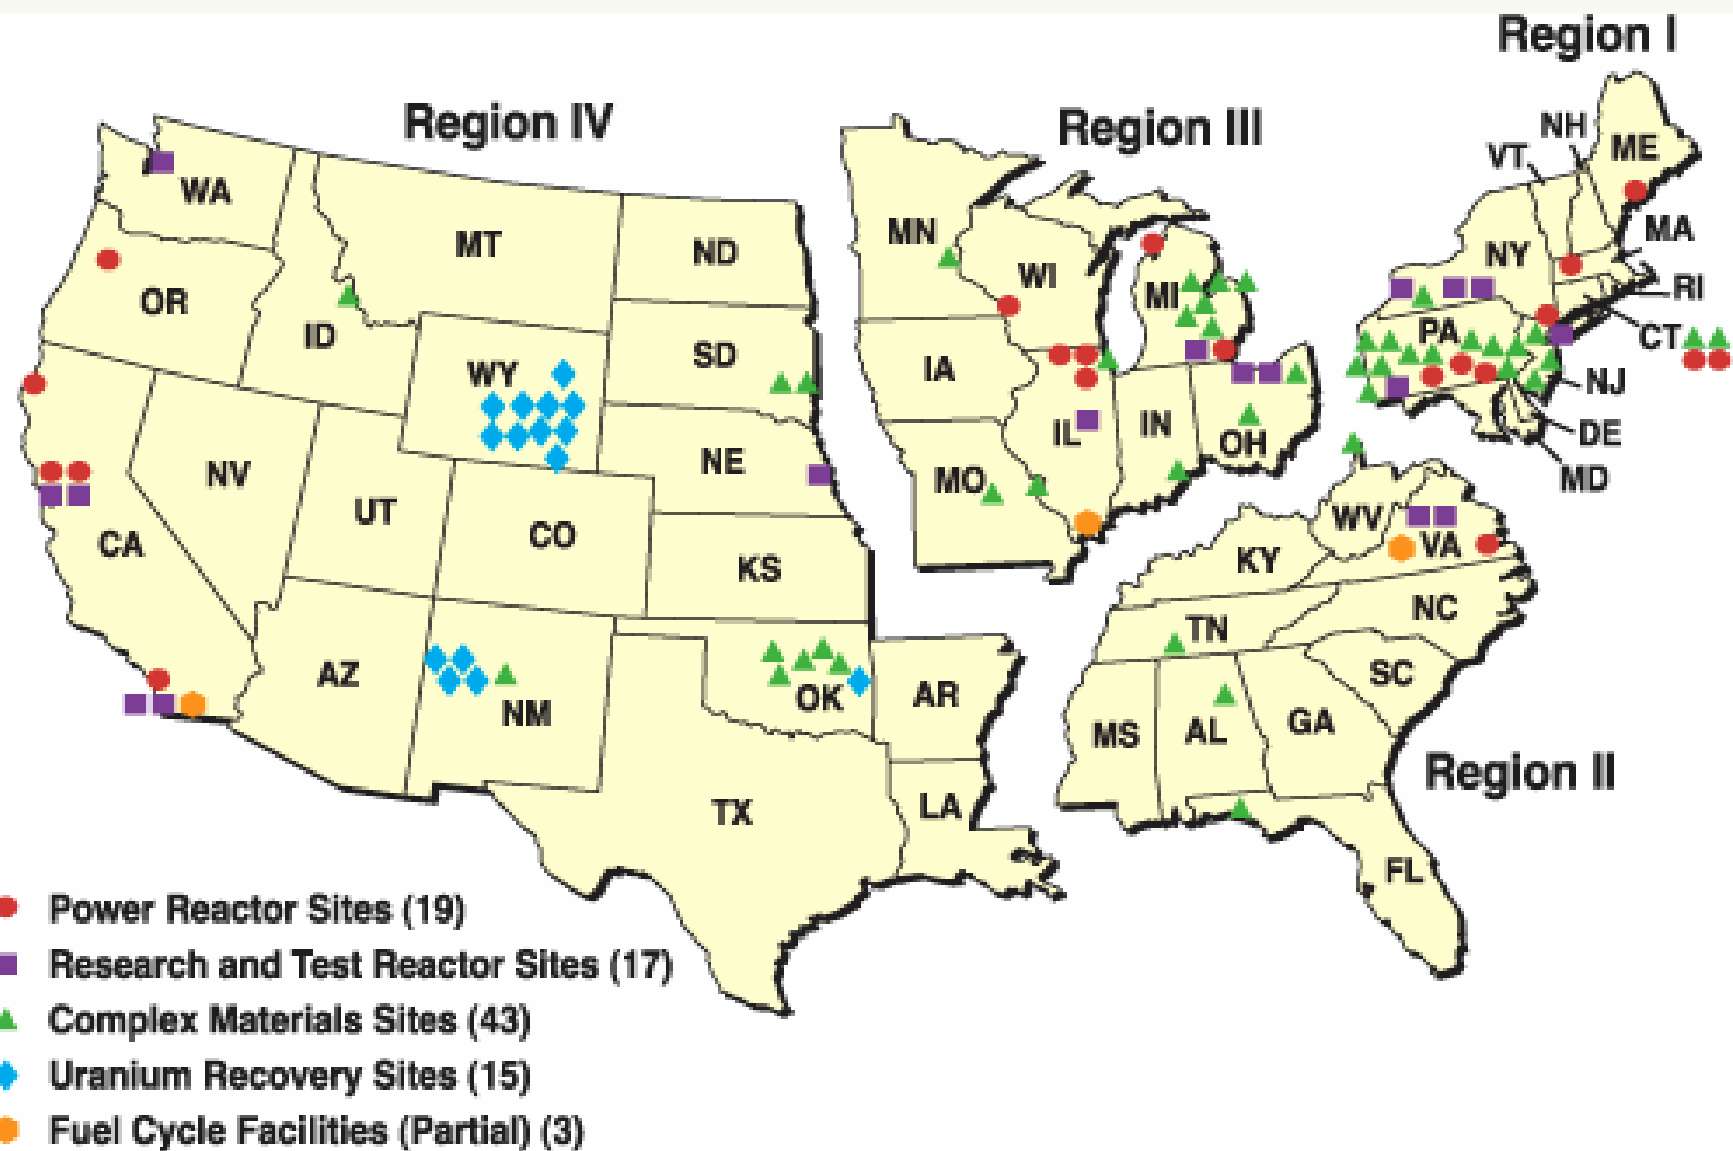 Region I
Region IV
Region III
NH
VT
ME
WA
MA
MT
MN
NY
ND
WI
RI
OR
MI
ID
PA
CT
SD
WY
IA
NJ
IL
IN
OH
DE
NE
NV
MO
MD
UT
WV
CO
CA
KY
VA
KS
NC
TN
AZ
SC
OK
AR
NM
GA
MS
AL
Region II
TX
LA
FL
Power Reactor Sites (19)
Research and Test Reactor Sites (17)
Complex Materials Sites (43)
Uranium Recovery Sites (15)
Fuel Cycle Facilities (Partial) (3)